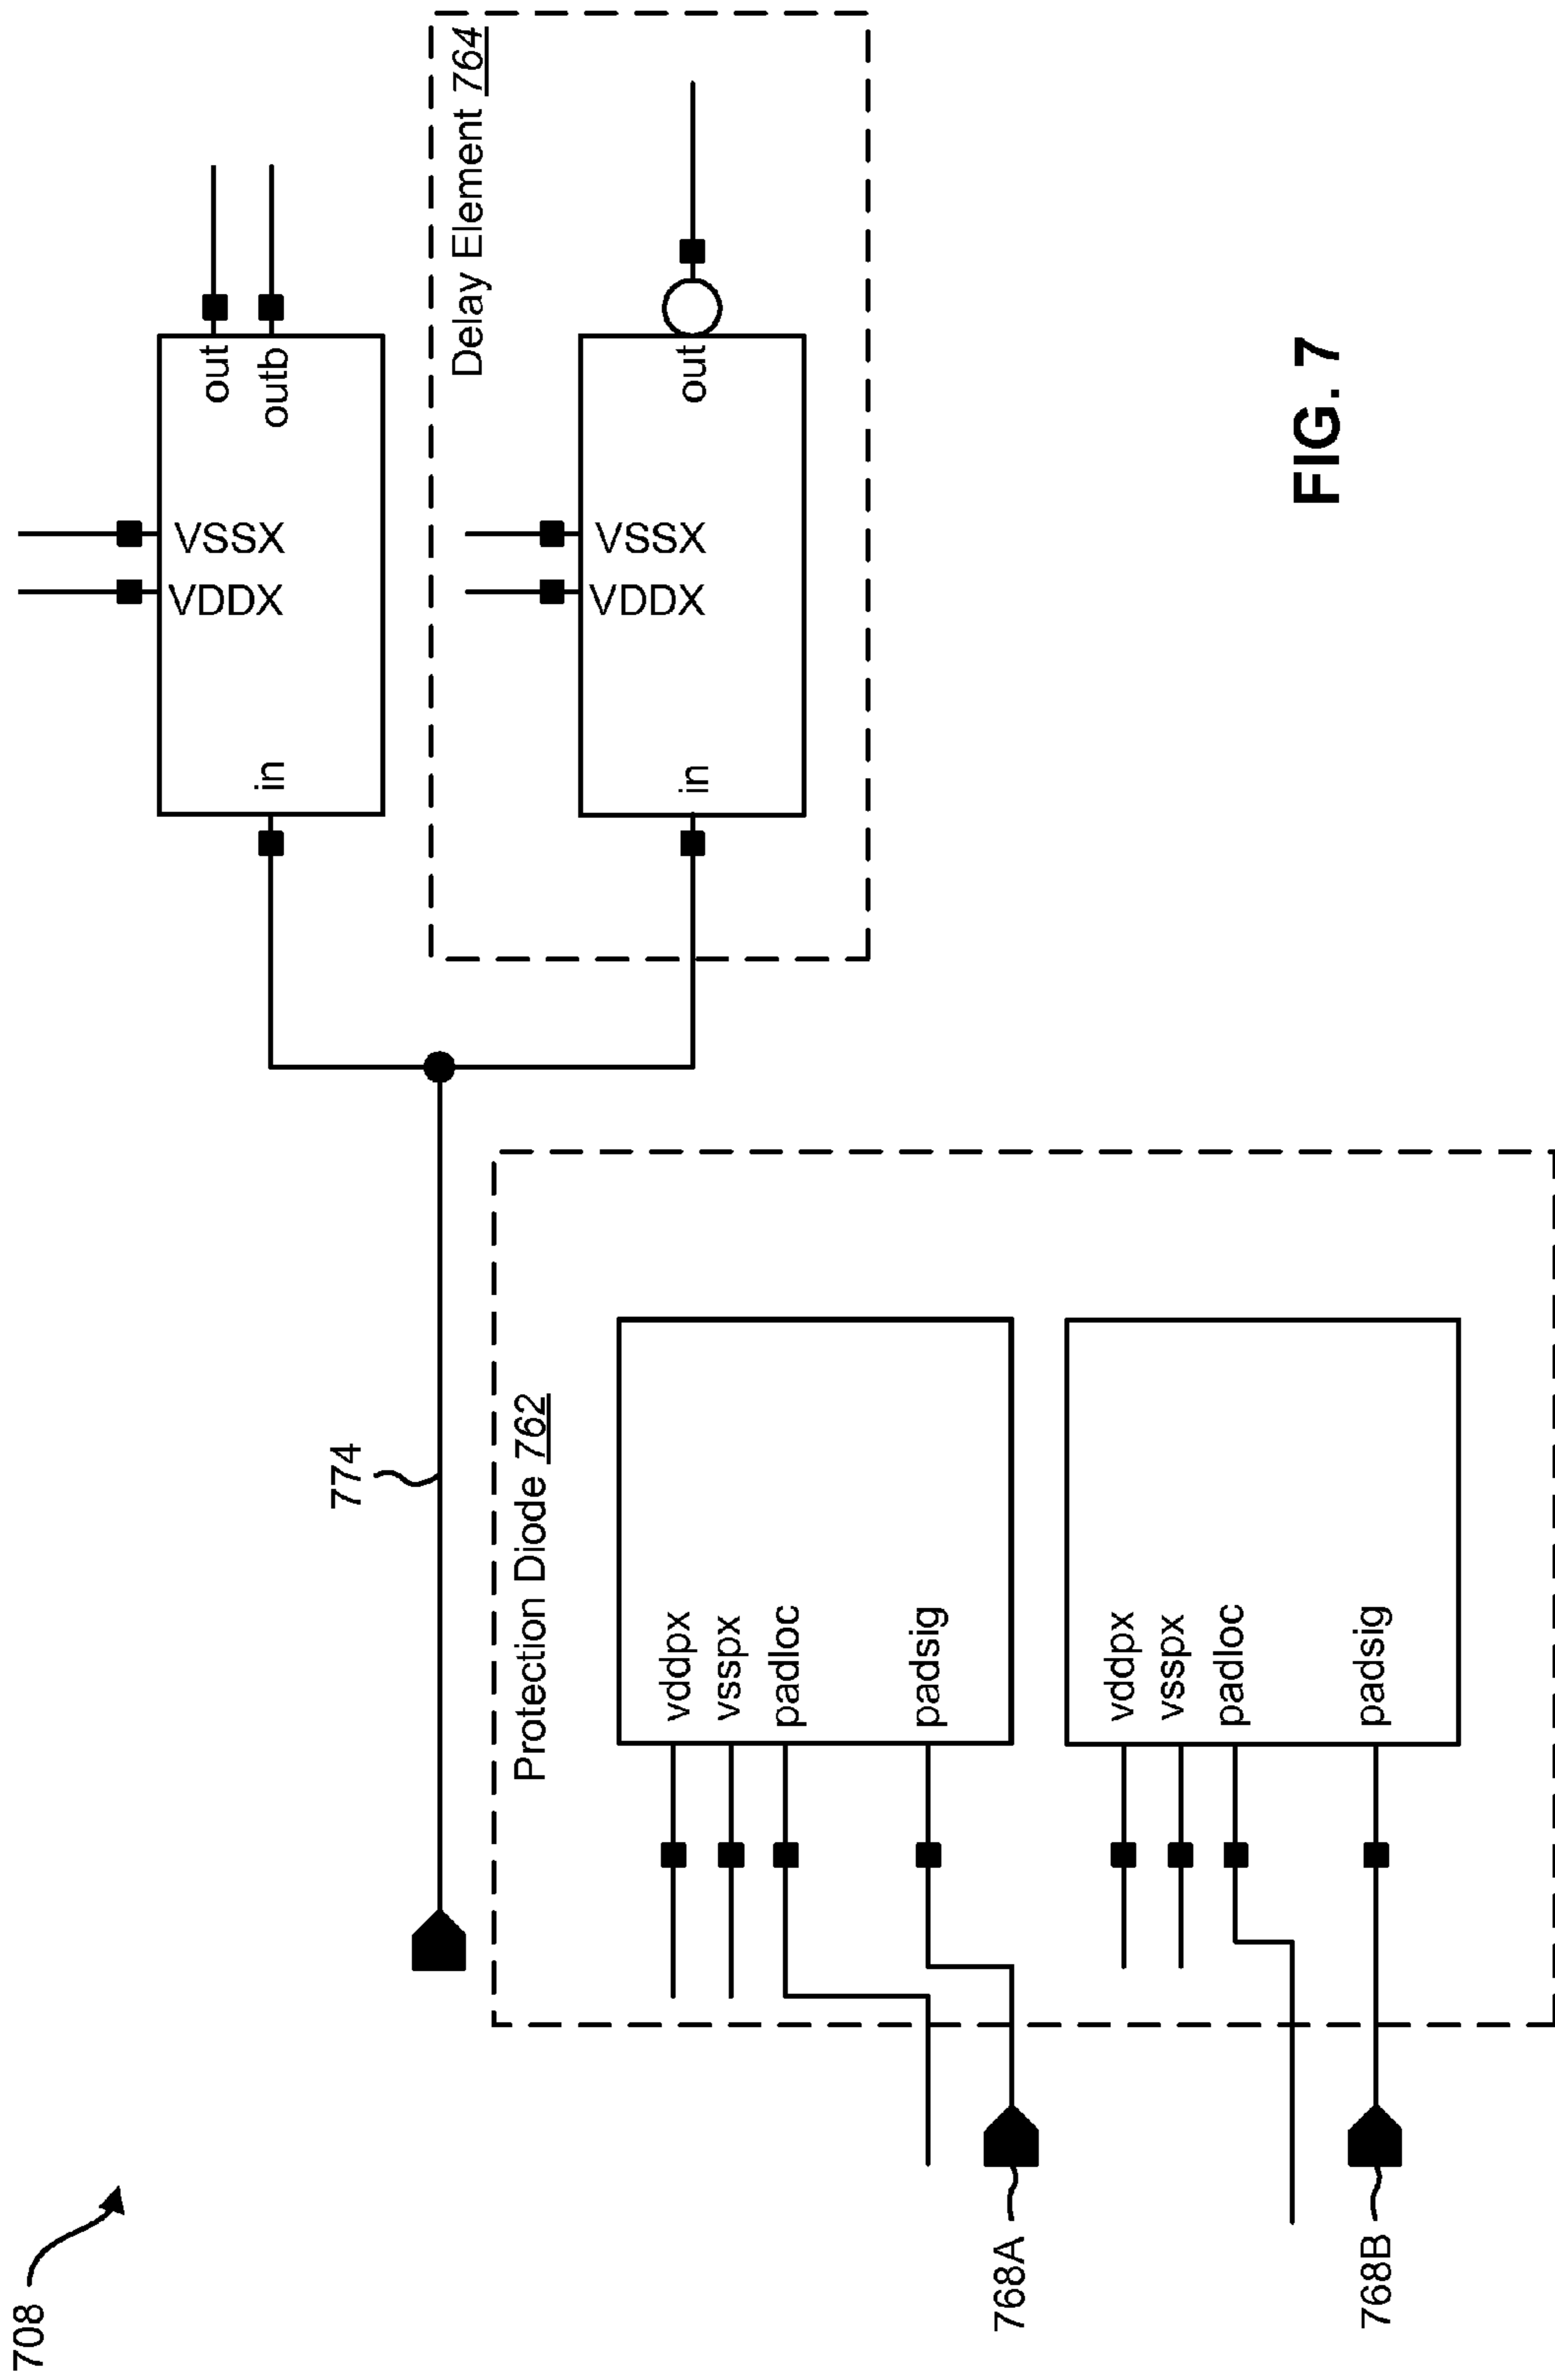 708
774
VDDX
VSSX
in
out
outb
Delay Element 764
VDDX
VSSX
in
out
Protection Diode 762
vddpx
vsspx
padloc
padsig
768A
vddpx
vsspx
padloc
padsig
768B
FIG. 7